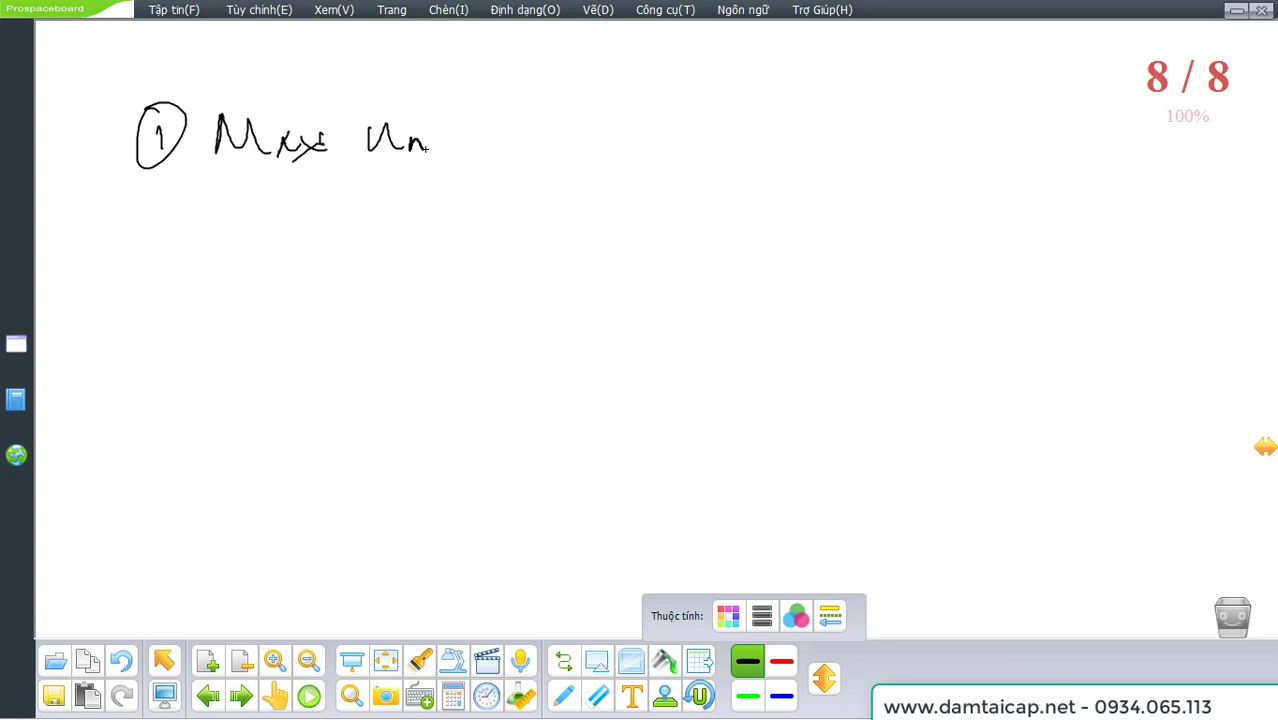 Prospaceboard
Tập tin(F) Tùy chỉnh(E) Xem(V) Trang Chèn(I) Định dạng(O) Vẽ(D) Công cụ(T) Ngôn ngữ Trợ Giúp(H)
8 / 8
100%
1
Thuộc tính:
www.damtaicap.net - 0934.065.113